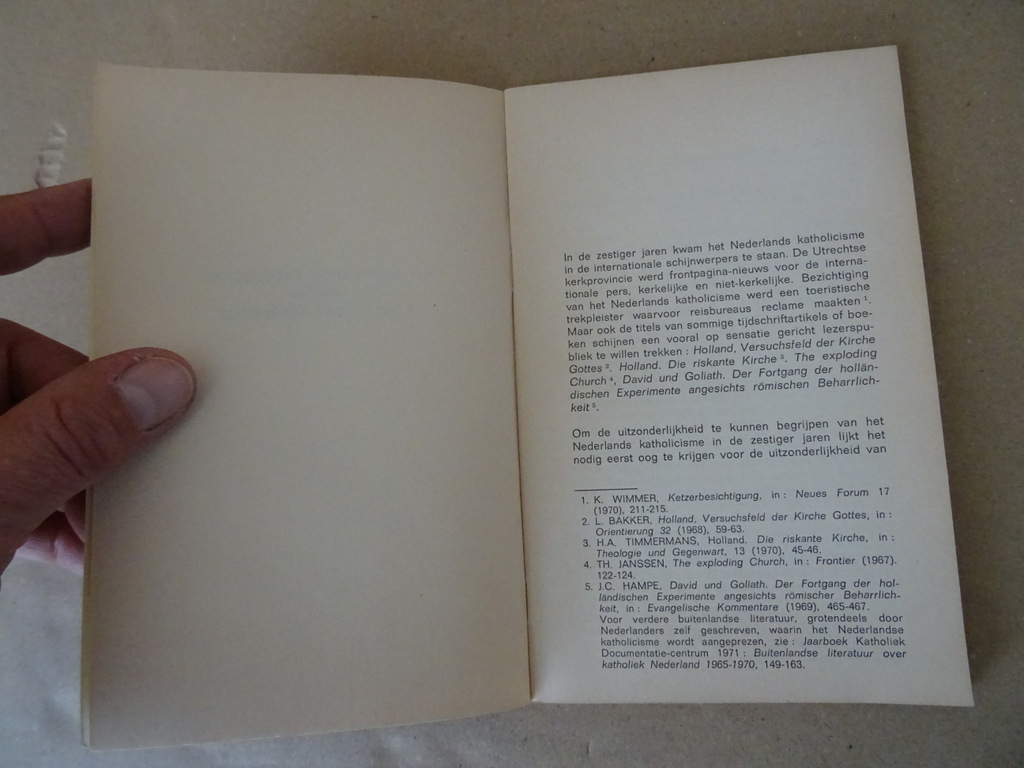 In de zestiger jaren kwam het Nederlands katholicisme
in de internationale schijnwerpers te staan. De Utrechtse
kerkprovincie werd frontpagina-nieuws voor de interna-
tionale pers, kerkelijke en niet-kerkelijke. Bezichtiging
van het Nederlands katholicisme werd een toeristische
trekpleister waarvoor reisbureaus reclame maakten ¹.
Maar ook de titels van sommige tijdschriftartikels of boe-
ken schijnen een vooral op sensatie gericht lezerspu-
bliek te willen trekken : Holland, Versuchsfeld der Kirche
Gottes ². Holland. Die riskante Kirche ³. The exploding
Church ⁴, David und Goliath. Der Fortgang der hollän-
dischen Experimente angesichts römischen Beharrlich-
keit ⁵.
Om de uitzonderlijkheid te kunnen begrijpen van het
Nederlands katholicisme in de zestiger jaren lijkt het
nodig eerst oog te krijgen voor de uitzonderlijkheid van
1. K. WIMMER, Ketzerbesichtigung, in : Neues Forum 17
(1970), 211-215.
2. L. BAKKER, Holland, Versuchsfeld der Kirche Gottes, in :
Orientierung 32 (1968), 59-63.
3. H.A. TIMMERMANS, Holland. Die riskante Kirche, in :
Theologie und Gegenwart, 13 (1970), 45-46.
4. TH. JANSSEN, The exploding Church, in : Frontier (1967).
122-124.
5. J.C. HAMPE, David und Goliath. Der Fortgang der hol-
ländischen Experimente angesichts römischer Beharrlich-
keit, in : Evangelische Kommentare (1969), 465-467.
Voor verdere buitenlandse literatuur, grotendeels door
Nederlanders zelf geschreven, waarin het Nederlandse
katholicisme wordt aangeprezen, zie : Jaarboek Katholiek
Documentatie-centrum 1971 : Buitenlandse literatuur over
katholiek Nederland 1965-1970, 149-163.